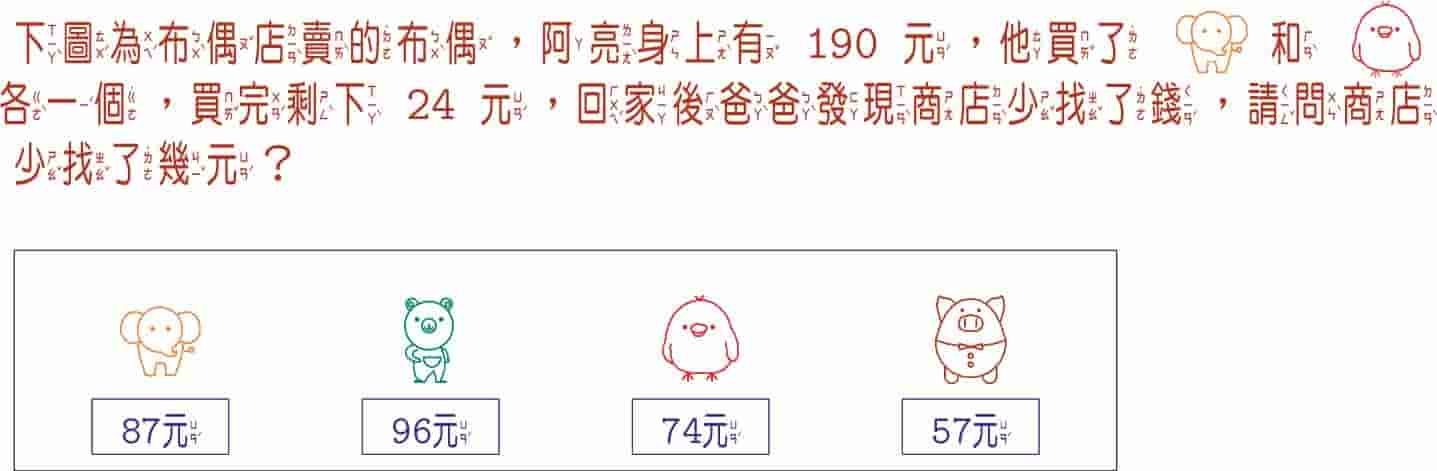 下圖為布偶店賣的布偶，阿亮身上有 190 元，他買了 和
各一個，買完剩下 24 元，回家後爸爸發現商店少找了錢，請問商店
少找了幾元？
87元 96元 74元 57元